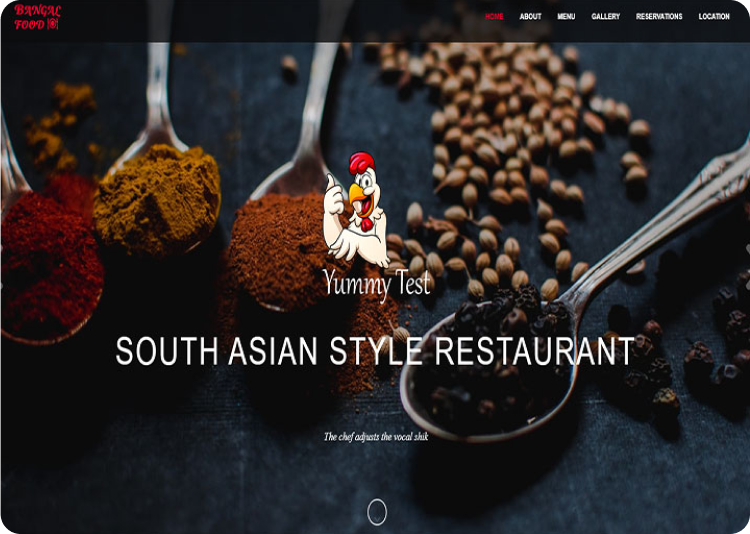 BANGAL
FOOD
HOME ABOUT MENU GALLERY RESERVATIONS LOCATION
Yummy Test
SOUTH ASIAN STYLE RESTAURANT
The chef adjusts the vocal shik